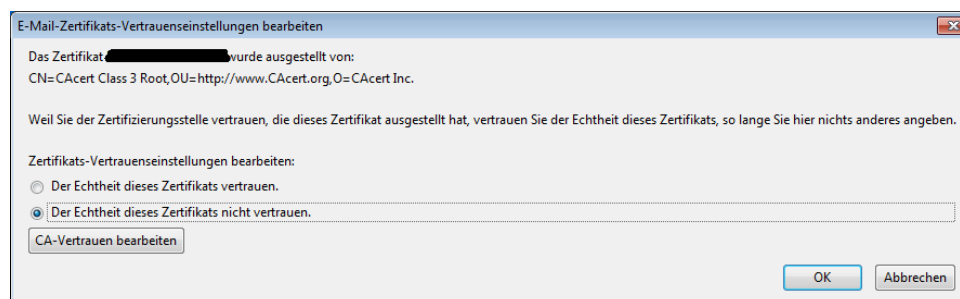 E-Mail-Zertifikats-Vertrauenseinstellungen bearbeiten
Das Zertifikat wurde ausgestellt von:
CN=CAcert Class 3 Root,OU=http://www.CAcert.org,O=CAcert Inc.
Weil Sie der Zertifizierungsstelle vertrauen, die dieses Zertifikat ausgestellt hat, vertrauen Sie der Echtheit dieses Zertifikats, so lange Sie hier nichts anderes angeben.
Zertifikats-Vertrauenseinstellungen bearbeiten:
Der Echtheit dieses Zertifikats vertrauen.
Der Echtheit dieses Zertifikats nicht vertrauen.
CA-Vertrauen bearbeiten
OK Abbrechen